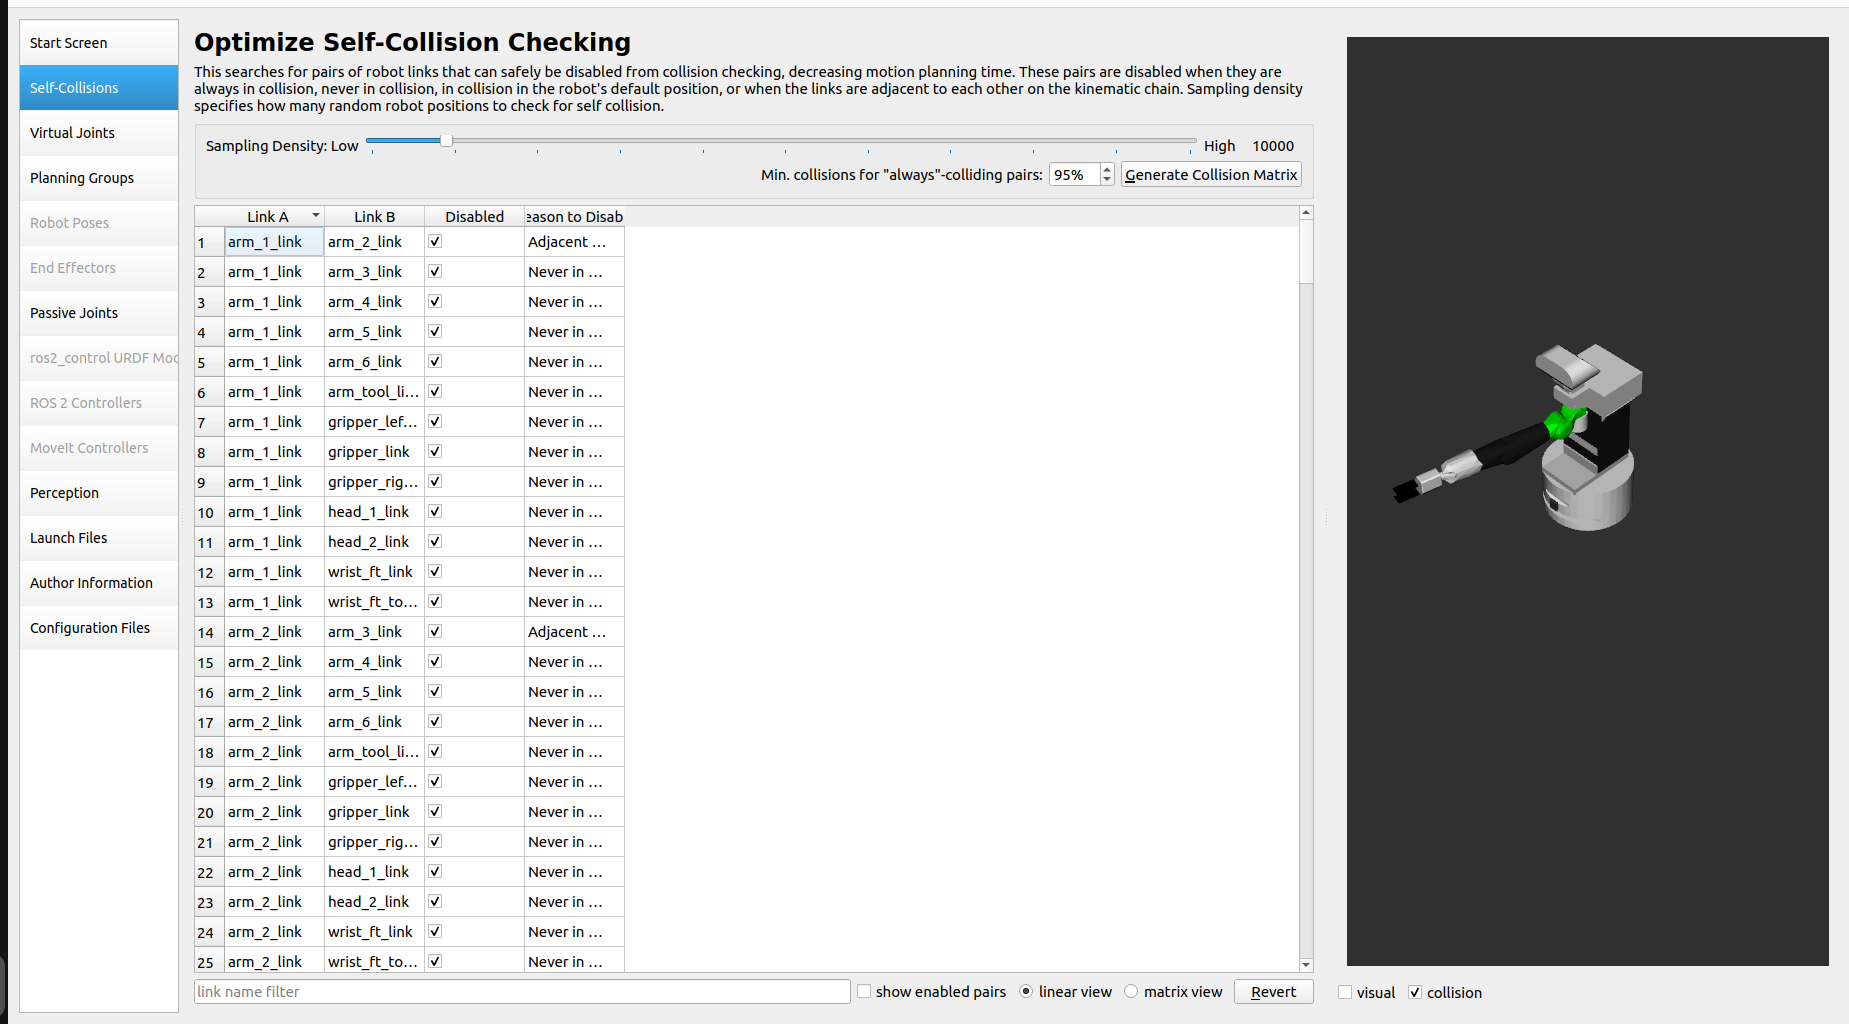 Start Screen
Self-Collisions
Virtual Joints
Planning Groups
Robot Poses
End Effectors
Passive Joints
ros2_control URDF Moc
ROS 2 Controllers
MoveIt Controllers
Perception
Launch Files
Author Information
Configuration Files
Optimize Self-Collision Checking
This searches for pairs of robot links that can safely be disabled from collision checking, decreasing motion planning time. These pairs are disabled when they are
always in collision, never in collision, in collision in the robot's default position, or when the links are adjacent to each other on the kinematic chain. Sampling density
specifies how many random robot positions to check for self collision.
Sampling Density: Low High 10000
Min. collisions for "always"-colliding pairs: 95% Generate Collision Matrix
Link A Link B Disabled eason to Disab
1 arm_1_link arm_2_link Adjacent ...
2 arm_1_link arm_3_link Never in ...
3 arm_1_link arm_4_link Never in ...
4 arm_1_link arm_5_link Never in ...
5 arm_1_link arm_6_link Never in ...
6 arm_1_link arm_tool_li... Never in ...
7 arm_1_link gripper_lef... Never in ...
8 arm_1_link gripper_link Never in ...
9 arm_1_link gripper_rig... Never in ...
10 arm_1_link head_1_link Never in ...
11 arm_1_link head_2_link Never in ...
12 arm_1_link wrist_ft_link Never in ...
13 arm_1_link wrist_ft_to... Never in ...
14 arm_2_link arm_3_link Adjacent ...
15 arm_2_link arm_4_link Never in ...
16 arm_2_link arm_5_link Never in ...
17 arm_2_link arm_6_link Never in ...
18 arm_2_link arm_tool_li... Never in ...
19 arm_2_link gripper_lef... Never in ...
20 arm_2_link gripper_link Never in ...
21 arm_2_link gripper_rig... Never in ...
22 arm_2_link head_1_link Never in ...
23 arm_2_link head_2_link Never in ...
24 arm_2_link wrist_ft_link Never in ...
25 arm_2_link wrist_ft_to... Never in ...
link name filter show enabled pairs linear view matrix view Revert visual collision